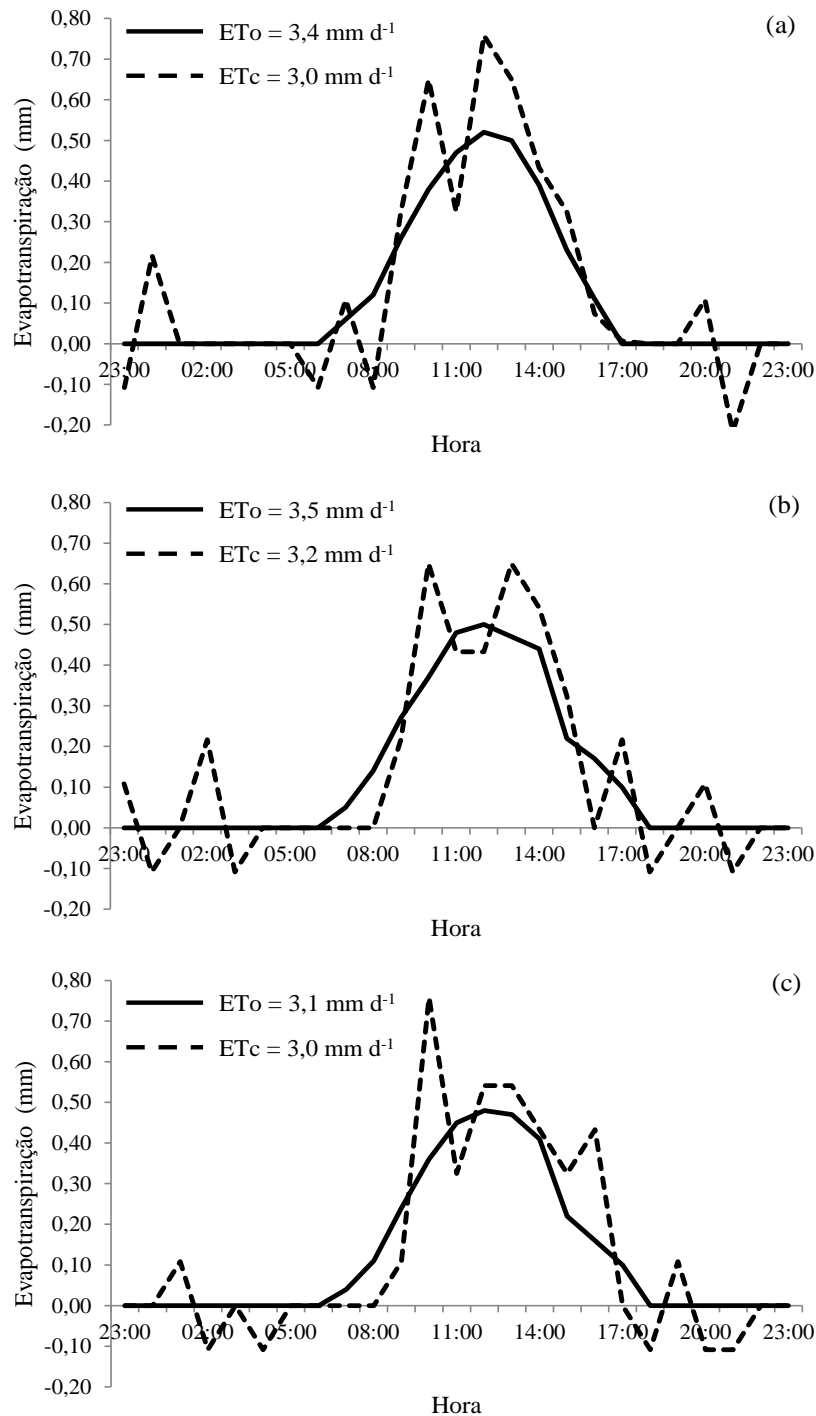 (a)
ETo = 3,4 mm d-1
ETc = 3,0 mm d-1
Evapotranspiração (mm)
0,80
0,70
0,60
0,50
0,40
0,30
0,20
0,10
0,00
-0,10
-0,20
23:00 02:00 05:00 08:00 11:00 14:00 17:00 20:00 23:00
Hora
(b)
ETo = 3,5 mm d-1
ETc = 3,2 mm d-1
Evapotranspiração (mm)
0,80
0,70
0,60
0,50
0,40
0,30
0,20
0,10
0,00
-0,10
-0,20
23:00 02:00 05:00 08:00 11:00 14:00 17:00 20:00 23:00
Hora
(c)
ETo = 3,1 mm d-1
ETc = 3,0 mm d-1
Evapotranspiração (mm)
0,80
0,70
0,60
0,50
0,40
0,30
0,20
0,10
0,00
-0,10
-0,20
23:00 02:00 05:00 08:00 11:00 14:00 17:00 20:00 23:00
Hora